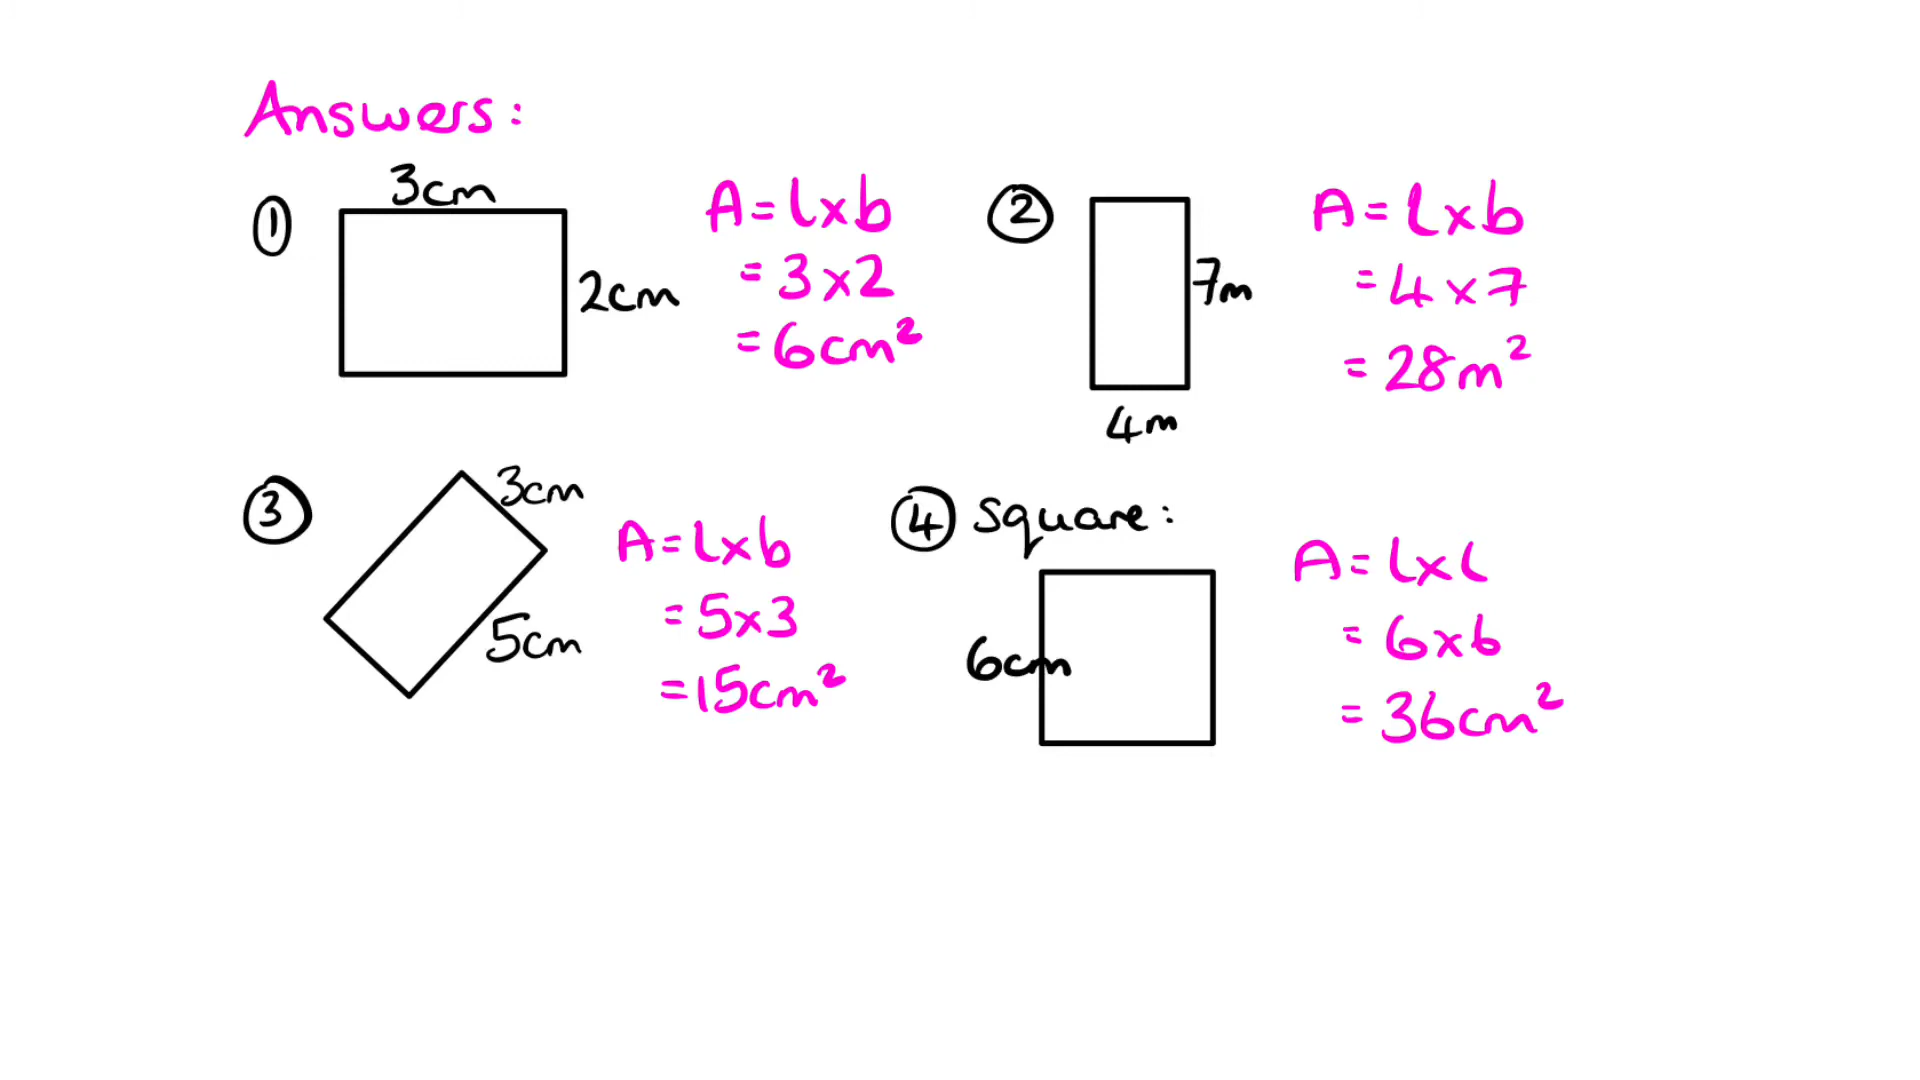 Answers:
① 3cm
2cm
A = l x b
= 3 x 2
= 6cm²
② 7m
4m
A = l x b
= 4 x 7
= 28m²
③ 3cm
5cm
A = l x b
= 5 x 3
= 15cm²
④ square:
6cm
A = l x l
= 6 x 6
= 36cm²